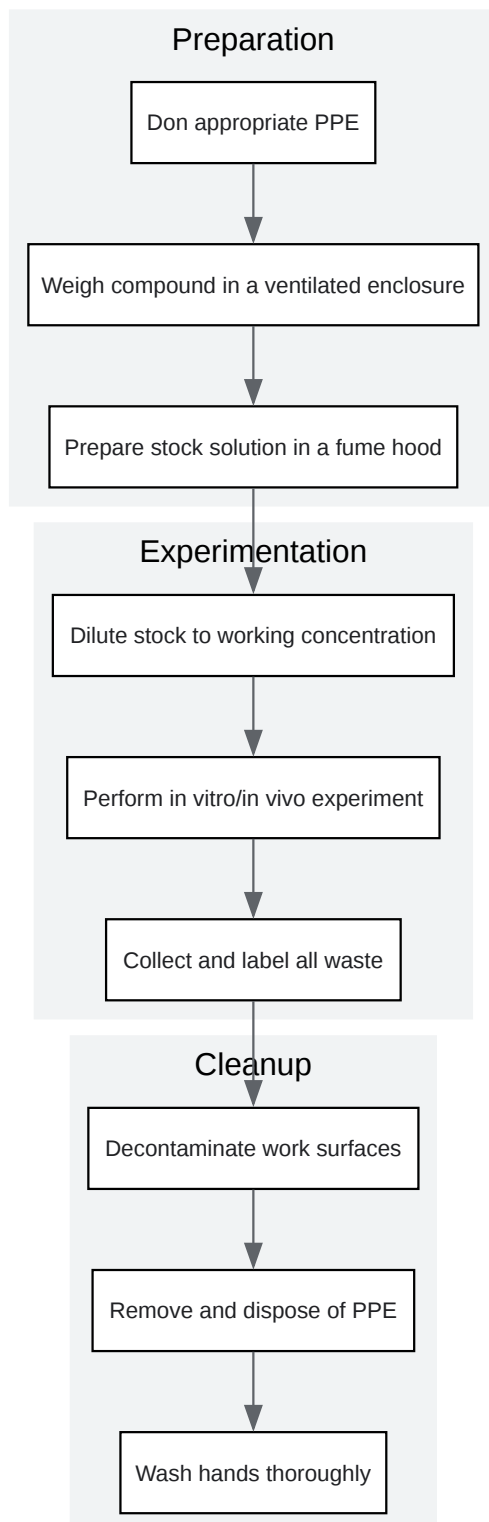 Preparation
Don appropriate PPE
Weigh compound in a ventilated enclosure
Prepare stock solution in a fume hood
Experimentation
Dilute stock to working concentration
Perform in vitro/in vivo experiment
Collect and label all waste
Cleanup
Decontaminate work surfaces
Remove and dispose of PPE
Wash hands thoroughly